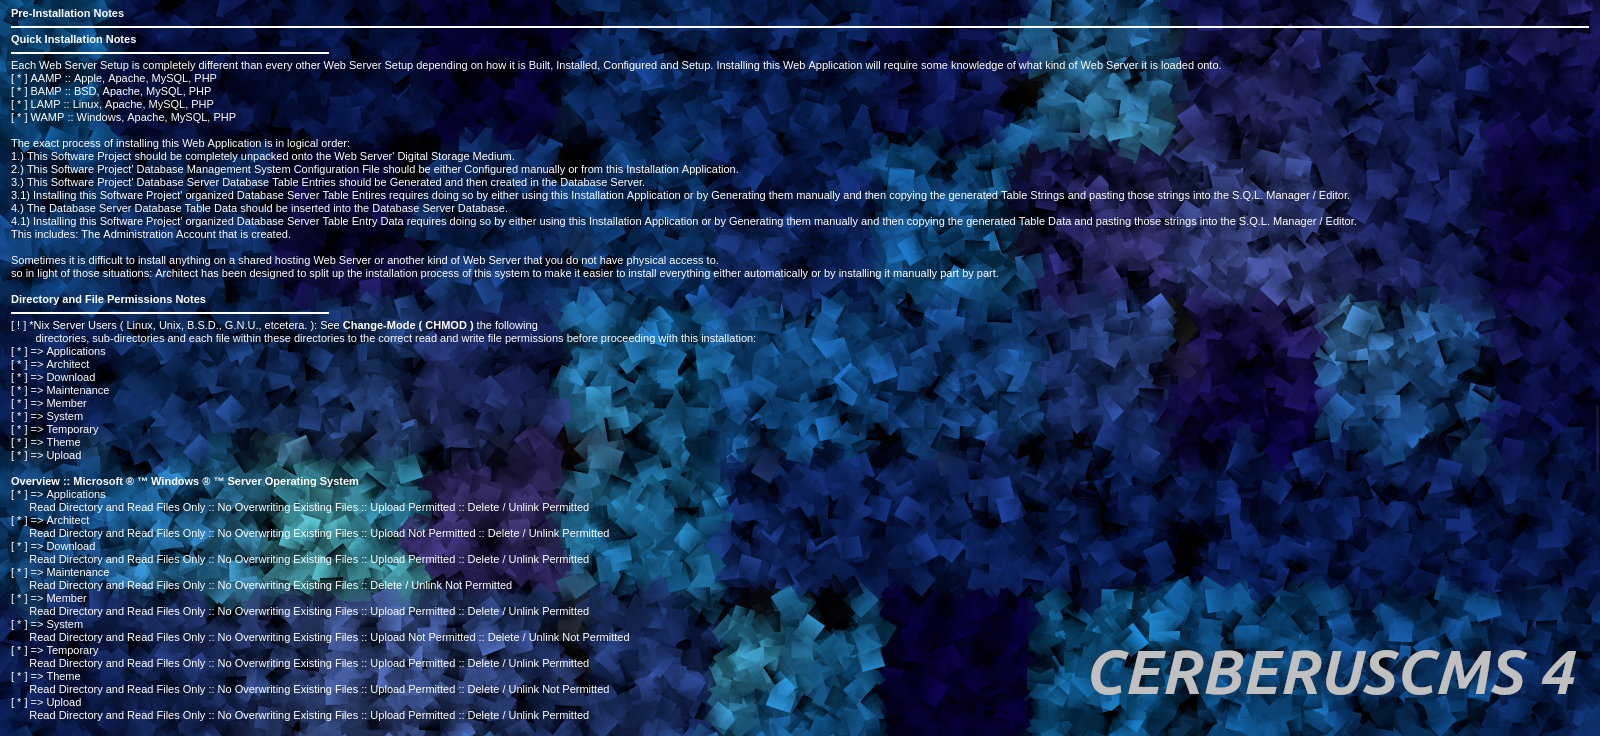 Pre-Installation Notes
Quick Installation Notes
Each Web Server Setup is completely different than every other Web Server Setup depending on how it is Built, Installed, Configured and Setup. Installing this Web Application will require some knowledge of what kind of Web Server it is loaded onto.
[ * ] AAMP :: Apple, Apache, MySQL, PHP
[ * ] BAMP :: BSD, Apache, MySQL, PHP
[ * ] LAMP :: Linux, Apache, MySQL, PHP
[ * ] WAMP :: Windows, Apache, MySQL, PHP
The exact process of installing this Web Application is in logical order:
1.) This Software Project should be completely unpacked onto the Web Server' Digital Storage Medium.
2.) This Software Project' Database Management System Configuration File should be either Configured manually or from this Installation Application.
3.) This Software Project' Database Server Database Table Entries should be Generated and then created in the Database Server.
3.1) Installing this Software Project' organized Database Server Table Entires requires doing so by either using this Installation Application or by Generating them manually and then copying the generated Table Strings and pasting those strings into the S.Q.L. Manager / Editor.
4.) The Database Server Database Table Data should be inserted into the Database Server Database.
4.1) Installing this Software Project' organized Database Server Table Entry Data requires doing so by either using this Installation Application or by Generating them manually and then copying the generated Table Data and pasting those strings into the S.Q.L. Manager / Editor.
This includes: The Administration Account that is created.
Sometimes it is difficult to install anything on a shared hosting Web Server or another kind of Web Server that you do not have physical access to.
so in light of those situations: Architect has been designed to split up the installation process of this system to make it easier to install everything either automatically or by installing it manually part by part.
Directory and File Permissions Notes
[ ! ] *Nix Server Users ( Linux, Unix, B.S.D., G.N.U., etcetera. ): See Change-Mode ( CHMOD ) the following
directories, sub-directories and each file within these directories to the correct read and write file permissions before proceeding with this installation:
[ * ] => Applications
[ * ] => Architect
[ * ] => Download
[ * ] => Maintenance
[ * ] => Member
[ * ] => System
[ * ] => Temporary
[ * ] => Theme
[ * ] => Upload
Overview :: Microsoft ® ™ Windows ® ™ Server Operating System
[ * ] => Applications
Read Directory and Read Files Only :: No Overwriting Existing Files :: Upload Permitted :: Delete / Unlink Permitted
[ * ] => Architect
Read Directory and Read Files Only :: No Overwriting Existing Files :: Upload Not Permitted :: Delete / Unlink Permitted
[ * ] => Download
Read Directory and Read Files Only :: No Overwriting Existing Files :: Upload Permitted :: Delete / Unlink Permitted
[ * ] => Maintenance
Read Directory and Read Files Only :: No Overwriting Existing Files :: Delete / Unlink Not Permitted
[ * ] => Member
Read Directory and Read Files Only :: No Overwriting Existing Files :: Upload Permitted :: Delete / Unlink Permitted
[ * ] => System
Read Directory and Read Files Only :: No Overwriting Existing Files :: Upload Not Permitted :: Delete / Unlink Not Permitted
[ * ] => Temporary
Read Directory and Read Files Only :: No Overwriting Existing Files :: Upload Permitted :: Delete / Unlink Permitted
[ * ] => Theme
Read Directory and Read Files Only :: No Overwriting Existing Files :: Upload Permitted :: Delete / Unlink Not Permitted
[ * ] => Upload
Read Directory and Read Files Only :: No Overwriting Existing Files :: Upload Permitted :: Delete / Unlink Permitted
CERBERUSCMS 4